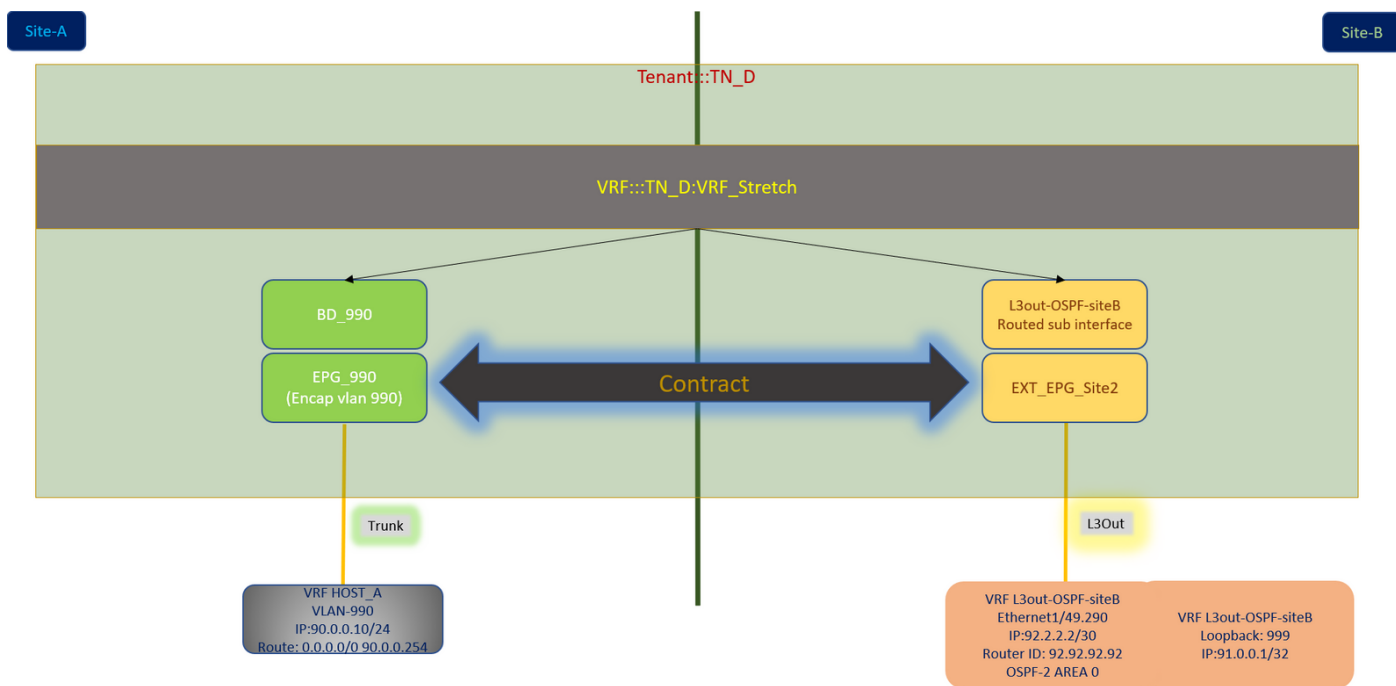 Site-A
Site-B
Tenant:::TN_D
VRF:::TN_D:VRF_Stretch
BD_990
L3out-OSPF-siteB
Routed sub interface
EPG_990
(Encap vlan 990)
Contract
EXT_EPG_Site2
Trunk
L3Out
VRF HOST_A
VLAN-990
IP:90.0.0.10/24
Route: 0.0.0.0/0 90.0.0.254
VRF L3out-OSPF-siteB
Ethernet1/49.290
IP:92.2.2.2/30
Router ID: 92.92.92.92
OSPF-2 AREA 0
VRF L3out-OSPF-siteB
Loopback: 999
IP:91.0.0.1/32